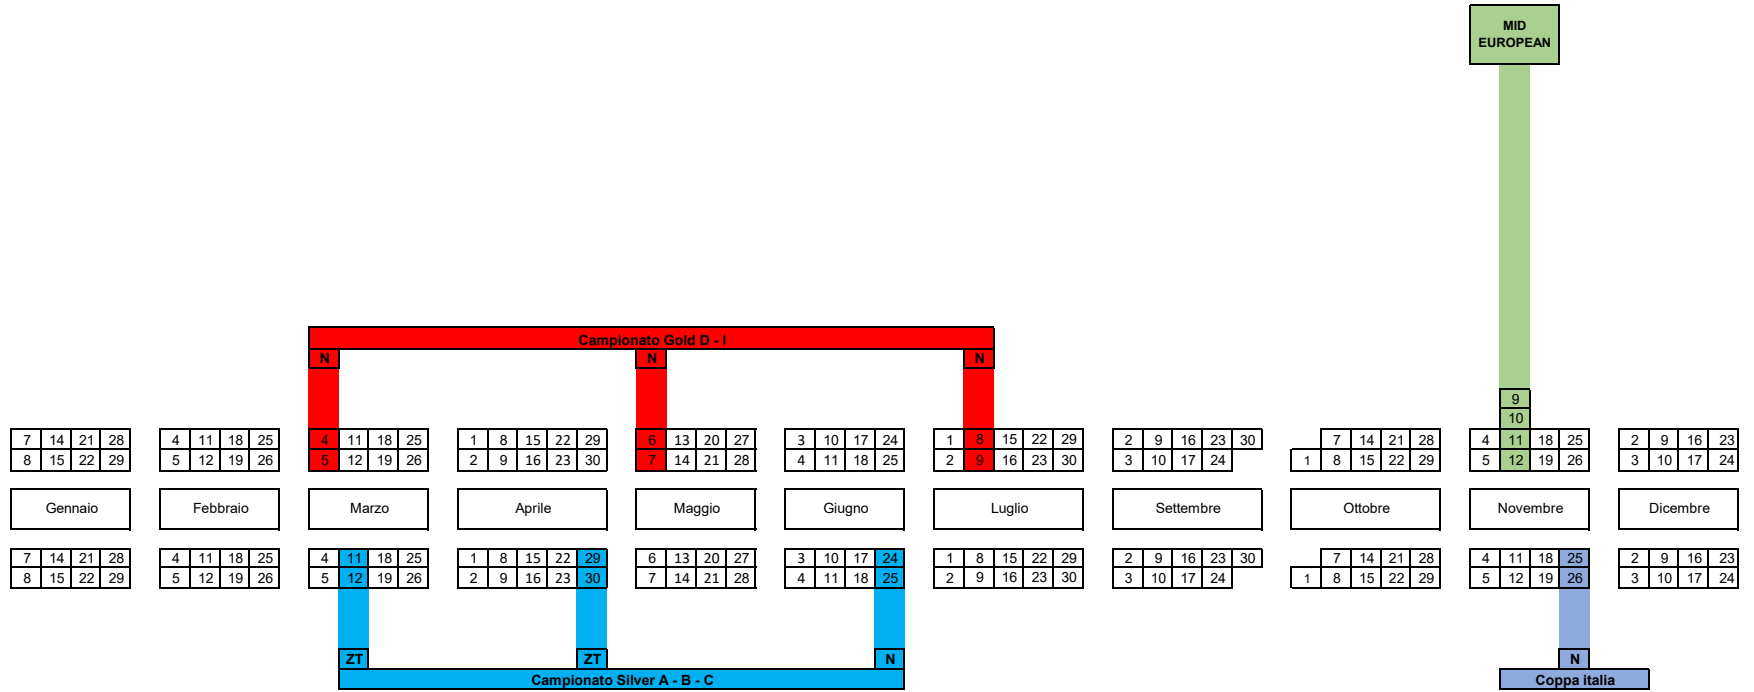 MID
EUROPEAN
Campionato Gold D - I
N N N
9
10
7 14 21 28 4 11 18 25 4 11 18 25 1 8 15 22 29 6 13 20 27 3 10 17 24 1 8 15 22 29 2 9 16 23 30 7 14 21 28 4 11 18 25 2 9 16 23
8 15 22 29 5 12 19 26 5 12 19 26 2 9 16 23 30 7 14 21 28 4 11 18 25 2 9 16 23 30 3 10 17 24 1 8 15 22 29 5 12 19 26 3 10 17 24
Gennaio Febbraio Marzo Aprile Maggio Giugno Luglio Settembre Ottobre Novembre Dicembre
7 14 21 28 4 11 18 25 4 11 18 25 1 8 15 22 29 6 13 20 27 3 10 17 24 1 8 15 22 29 2 9 16 23 30 7 14 21 28 4 11 18 25 2 9 16 23
8 15 22 29 5 12 19 26 5 12 19 26 2 9 16 23 30 7 14 21 28 4 11 18 25 2 9 16 23 30 3 10 17 24 1 8 15 22 29 5 12 19 26 3 10 17 24
ZT ZT N N
Campionato Silver A - B - C Coppa italia